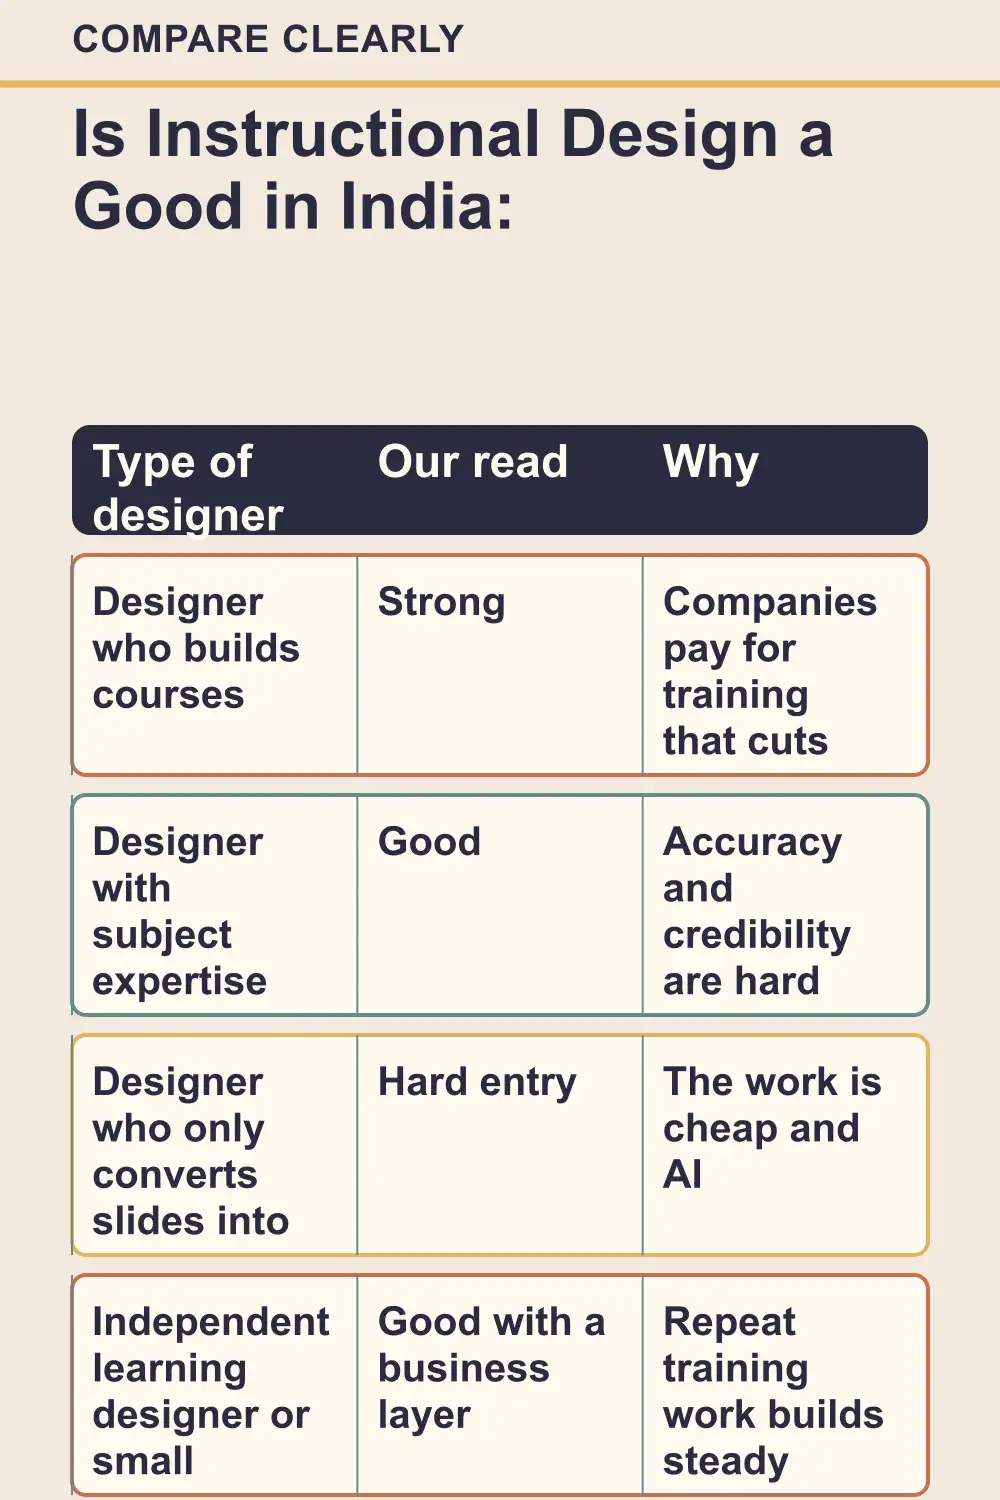 COMPARE CLEARLY
Is Instructional Design a
Good in India:
Type of
designer
Our read
Why
Designer
who builds
courses
Strong
Companies
pay for
training
that cuts
Designer
with
subject
expertise
Good
Accuracy
and
credibility
are hard
Designer
who only
converts
slides into
Hard entry
The work is
cheap and
AI
Independent
learning
designer or
small
Good with a
business
layer
Repeat
training
work builds
steady